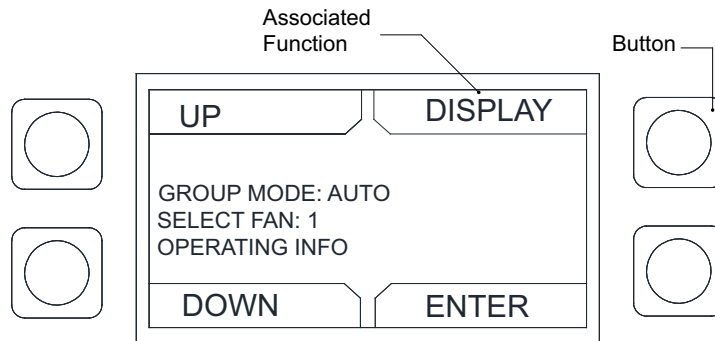 Associated
Function
Button
UP
DISPLAY
GROUP MODE: AUTO
SELECT FAN: 1
OPERATING INFO
DOWN
ENTER